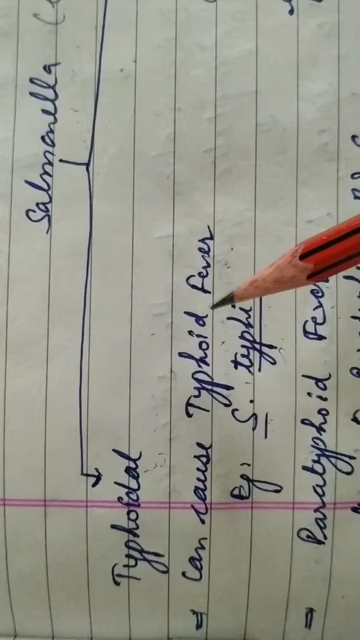 Salmonella (
Typhoidal
⇒ Can cause Typhoid Fever
Eg: S. typhi
⇒ Paratyphoid Fever